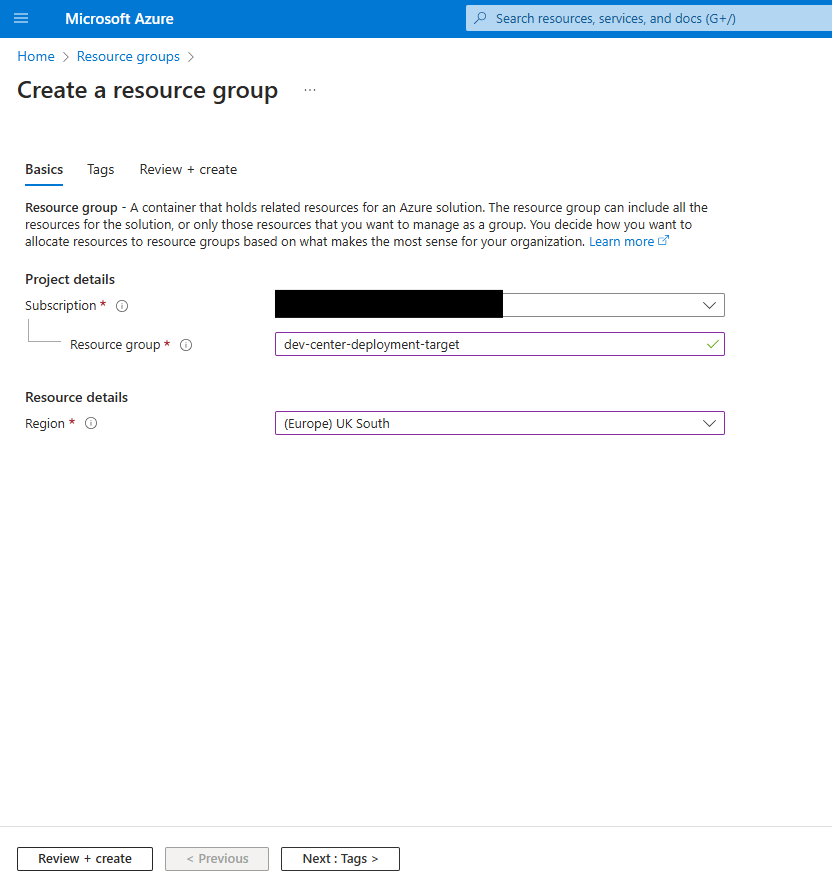 Microsoft Azure
Search resources, services, and docs (G+/)
Home > Resource groups >
Create a resource group ...
Basics Tags Review + create
Resource group - A container that holds related resources for an Azure solution. The resource group can include all the
resources for the solution, or only those resources that you want to manage as a group. You decide how you want to
allocate resources to resource groups based on what makes the most sense for your organization. Learn more
Project details
Subscription *
Resource group *
dev-center-deployment-target
Resource details
Region *
(Europe) UK South
Review + create
< Previous
Next : Tags >